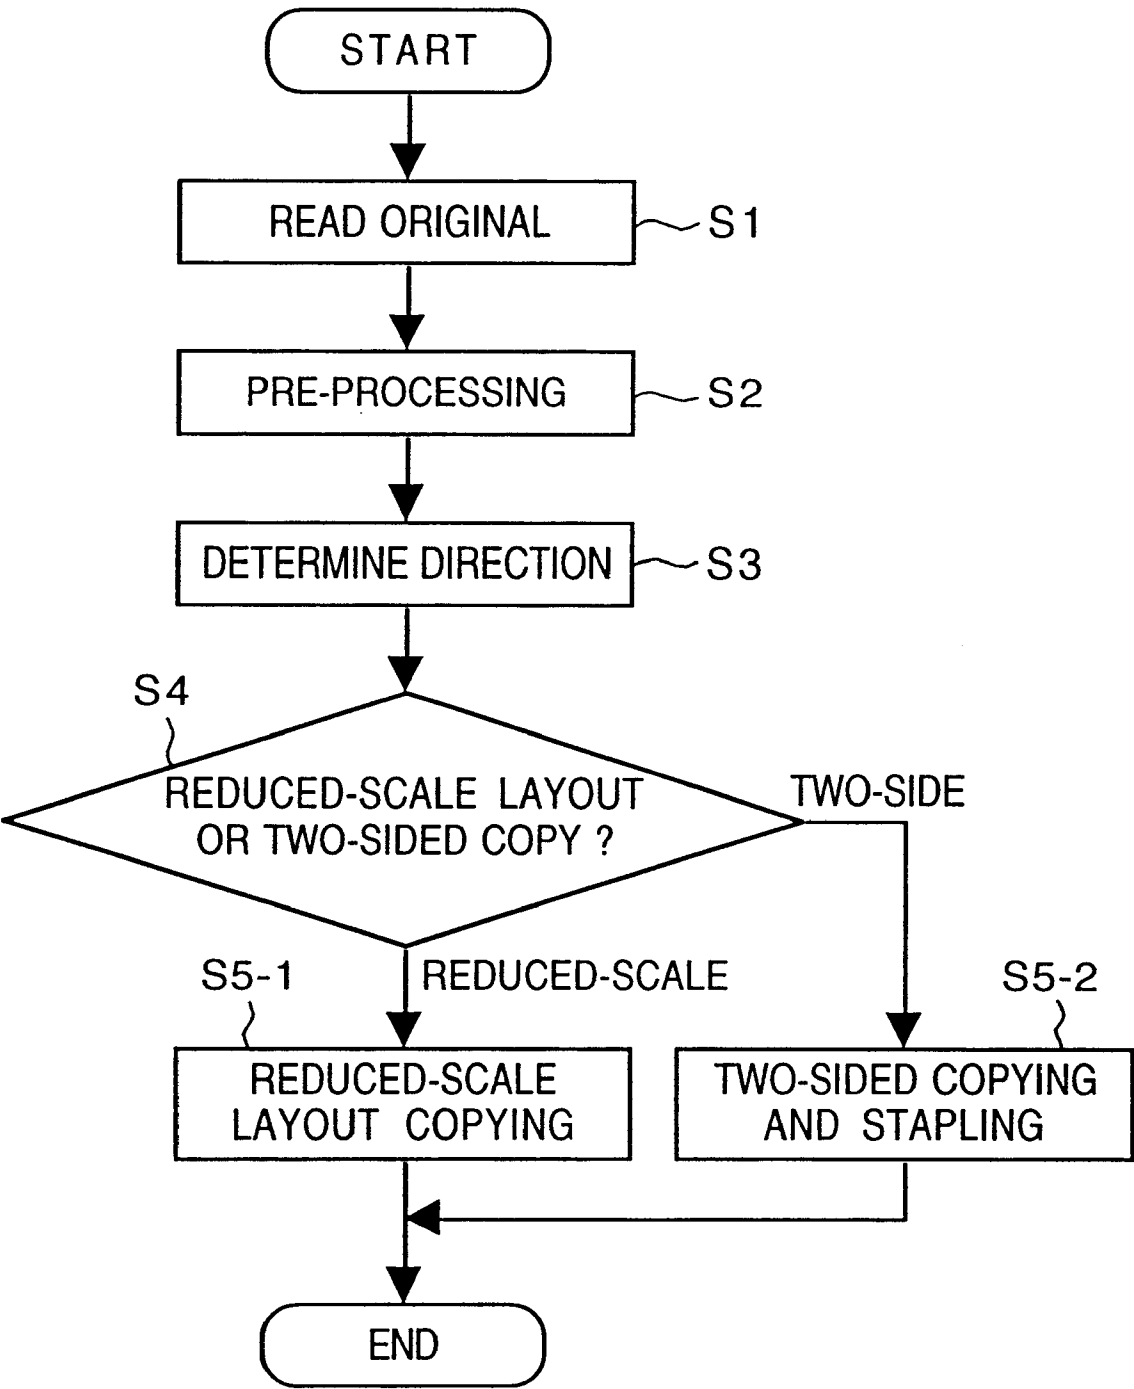 START
READ ORIGINAL
S1
PRE-PROCESSING
S2
DETERMINE DIRECTION
S3
S4
REDUCED-SCALE LAYOUT
OR TWO-SIDED COPY ?
TWO-SIDE
REDUCED-SCALE
S5-1
S5-2
REDUCED-SCALE
LAYOUT COPYING
TWO-SIDED COPYING
AND STAPLING
END